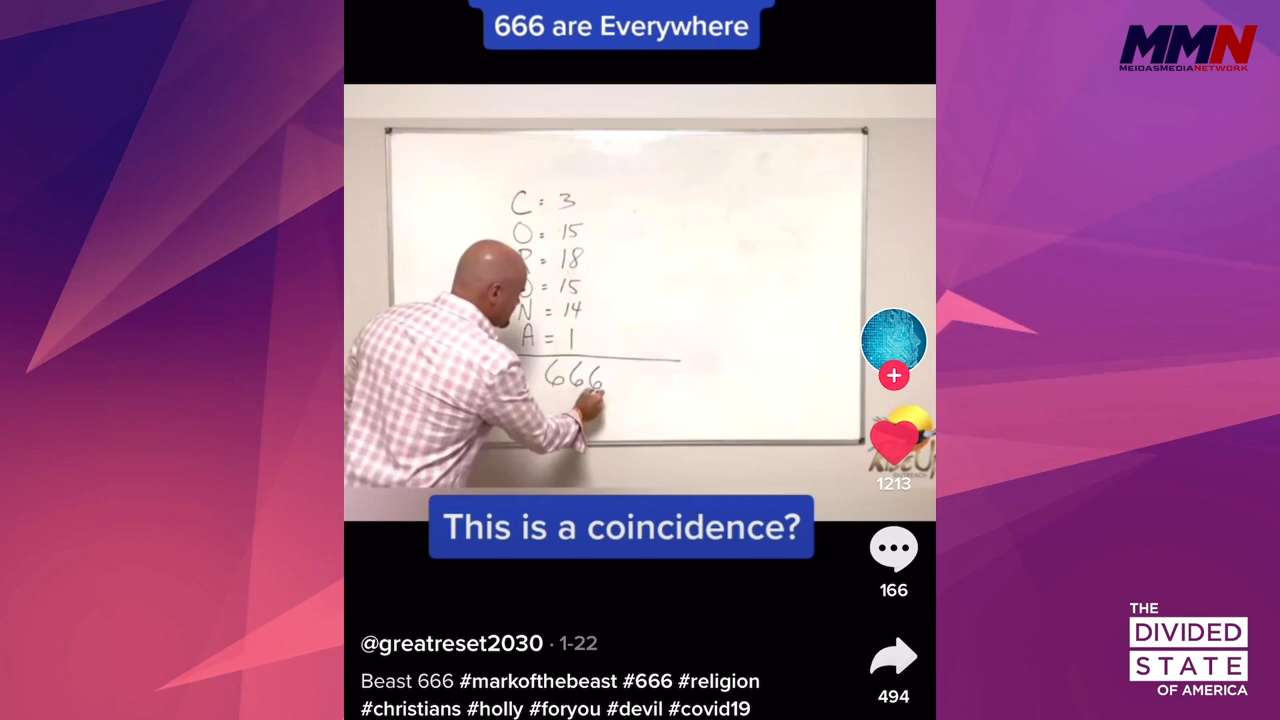 666 are Everywhere
MMN
MEIDASMEDIANETWORK
C = 3
O = 15
R = 18
O = 15
N = 14
A = 1
666
1213
This is a coincidence?
166
@greatreset2030 · 1-22
494
Beast 666 #markofthebeast #666 #religion
#christians #holly #foryou #devil #covid19
THE
DIVIDED
STATE
OF AMERICA